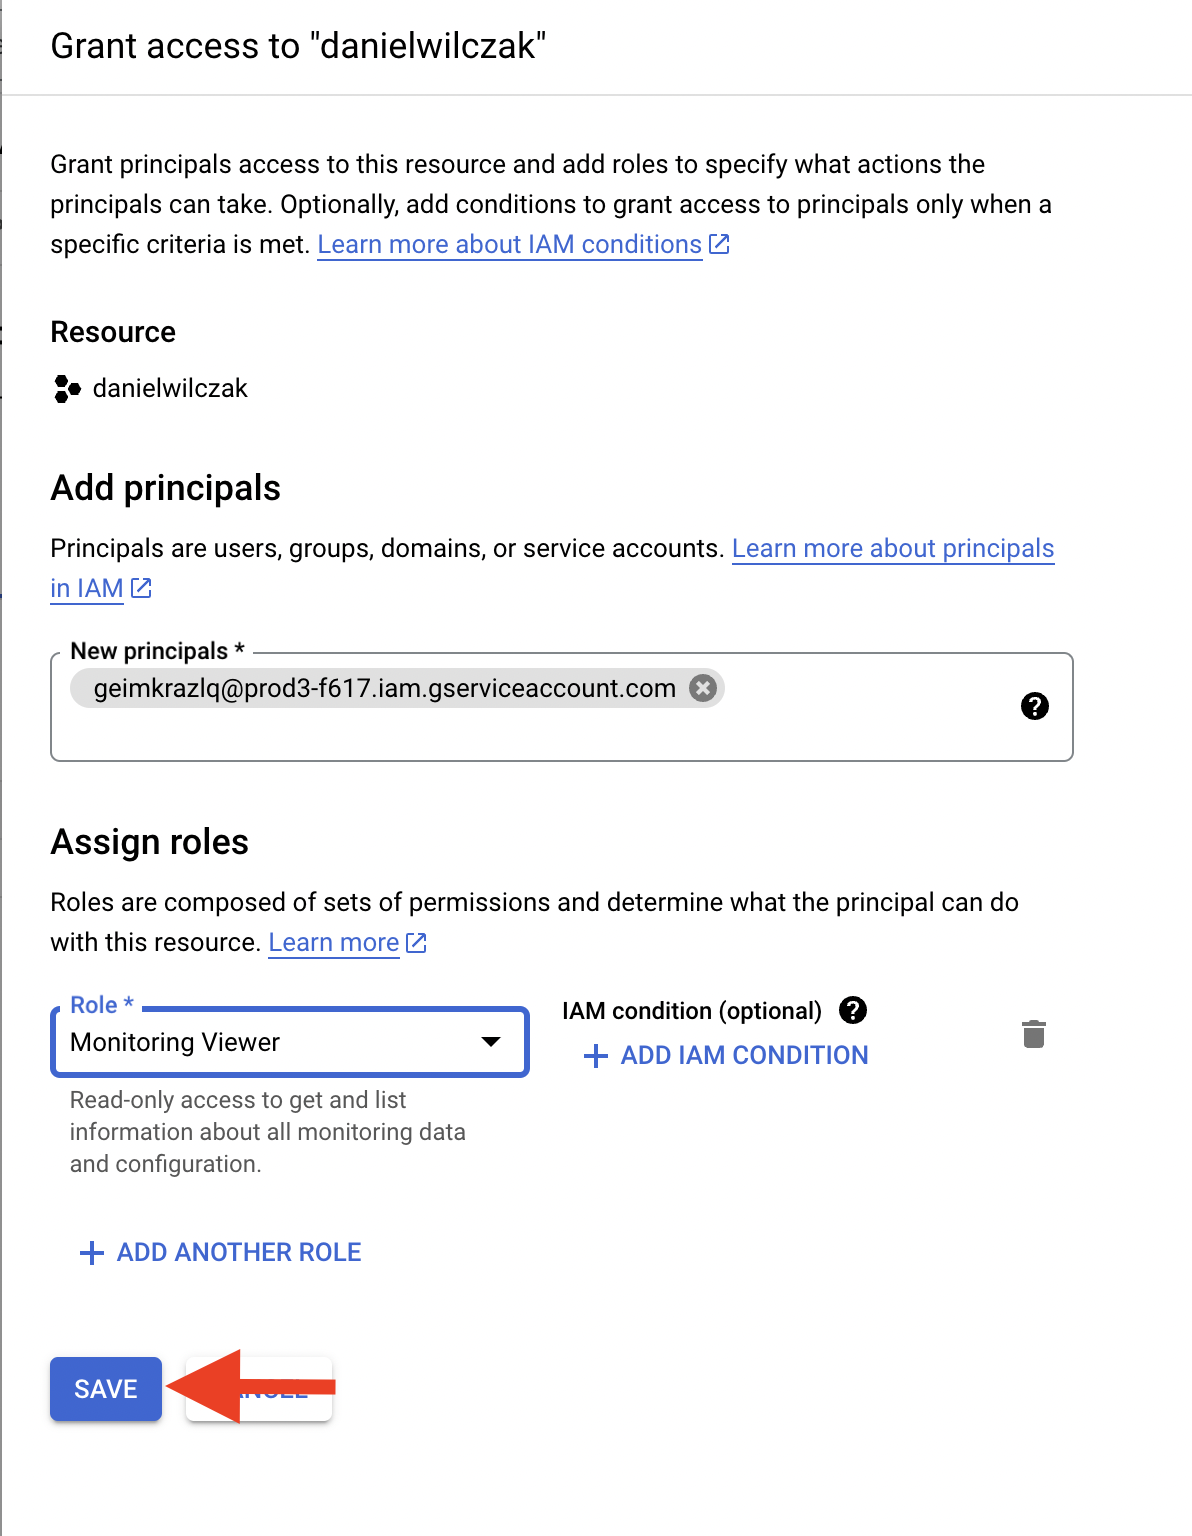 Grant access to "danielwilczak"
Grant principals access to this resource and add roles to specify what actions the
principals can take. Optionally, add conditions to grant access to principals only when a
specific criteria is met. Learn more about IAM conditions
Resource
danielwilczak
Add principals
Principals are users, groups, domains, or service accounts. Learn more about principals
in IAM
New principals *
geimkrazlq@prod3-f617.iam.gserviceaccount.com
Assign roles
Roles are composed of sets of permissions and determine what the principal can do
with this resource. Learn more
Role *
Monitoring Viewer
IAM condition (optional)
ADD IAM CONDITION
Read-only access to get and list
information about all monitoring data
and configuration.
ADD ANOTHER ROLE
SAVE